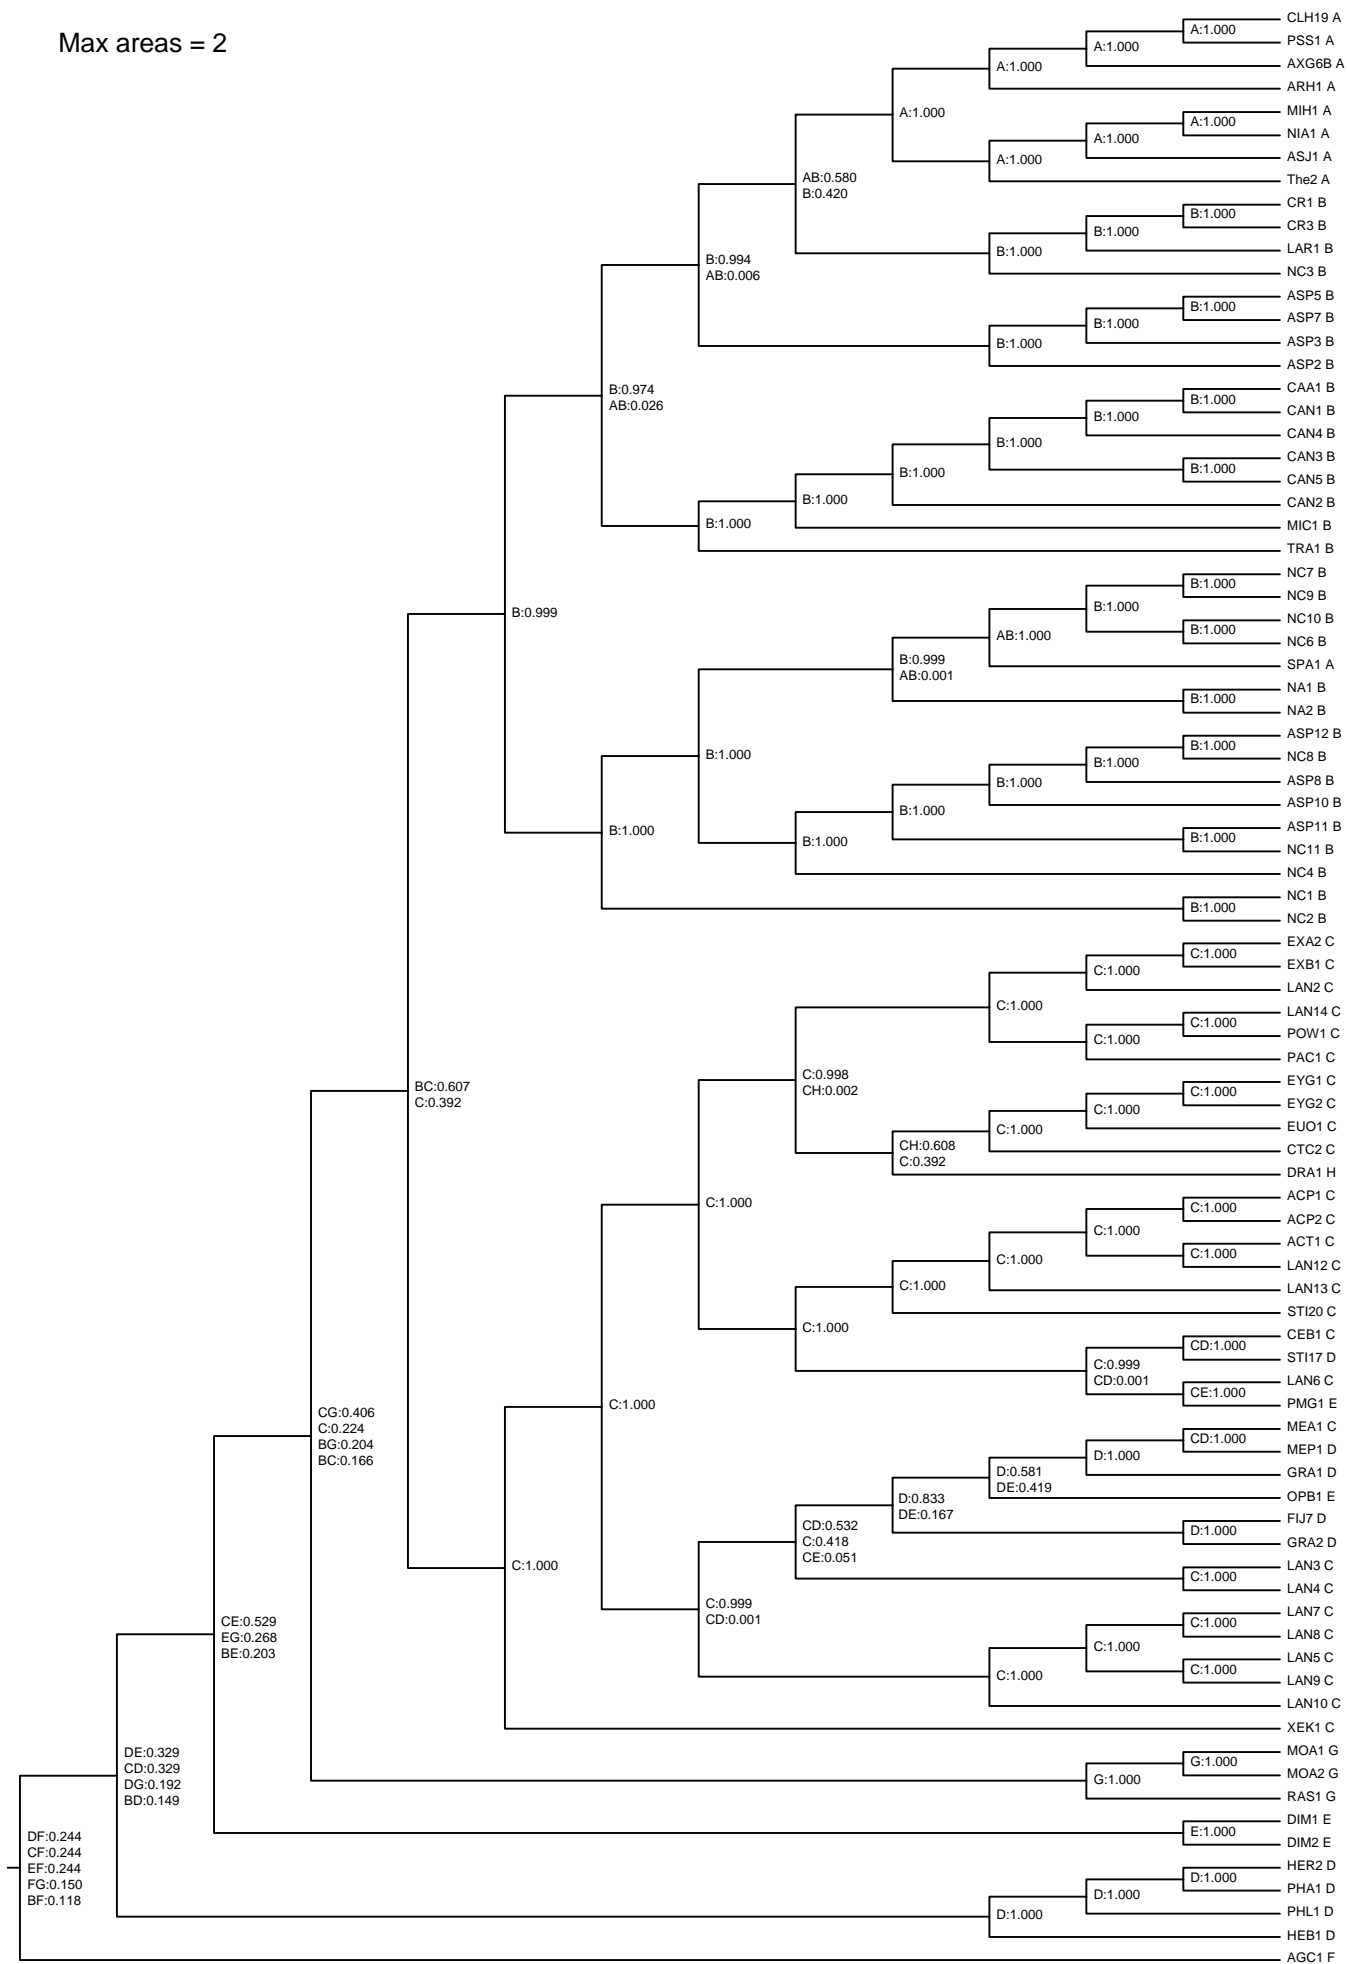 Max areas = 2
CLH19 A
A:1.000
PSS1 A
A:1.000
AXG6B A
A:1.000
ARH1 A
A:1.000
MIH1 A
A:1.000
NIA1 A
A:1.000
ASJ1 A
A:1.000
The2 A
AB:0.580
B:0.420
CR1 B
B:1.000
CR3 B
B:1.000
LAR1 B
B:1.000
NC3 B
B:0.994
AB:0.006
ASP5 B
B:1.000
ASP7 B
B:1.000
ASP3 B
B:1.000
ASP2 B
B:0.974
AB:0.026
CAA1 B
B:1.000
CAN1 B
B:1.000
CAN4 B
B:1.000
CAN3 B
B:1.000
CAN5 B
B:1.000
CAN2 B
B:1.000
MIC1 B
B:1.000
TRA1 B
B:0.999
NC7 B
B:1.000
NC9 B
B:1.000
NC10 B
B:1.000
NC6 B
AB:1.000
SPA1 A
B:0.999
AB:0.001
NA1 B
B:1.000
NA2 B
B:1.000
ASP12 B
B:1.000
NC8 B
B:1.000
ASP8 B
B:1.000
ASP10 B
B:1.000
ASP11 B
B:1.000
NC11 B
B:1.000
NC4 B
B:1.000
NC1 B
B:1.000
NC2 B
BC:0.607
C:0.392
EXA2 C
C:1.000
EXB1 C
C:1.000
LAN2 C
C:1.000
LAN14 C
C:1.000
POW1 C
C:1.000
PAC1 C
C:0.998
CH:0.002
EYG1 C
C:1.000
EYG2 C
C:1.000
EUO1 C
C:1.000
CTC2 C
CH:0.608
C:0.392
DRA1 H
C:1.000
ACP1 C
C:1.000
ACP2 C
C:1.000
ACT1 C
C:1.000
LAN12 C
C:1.000
LAN13 C
C:1.000
STI20 C
C:1.000
CEB1 C
CD:1.000
STI17 D
C:0.999
CD:0.001
LAN6 C
CE:1.000
PMG1 E
C:1.000
CG:0.406
C:0.224
BG:0.204
BC:0.166
MEA1 C
CD:1.000
MEP1 D
D:1.000
GRA1 D
D:0.581
DE:0.419
OPB1 E
D:0.833
DE:0.167
FIJ7 D
D:1.000
GRA2 D
CD:0.532
C:0.418
CE:0.051
LAN3 C
C:1.000
LAN4 C
C:1.000
C:0.999
CD:0.001
LAN7 C
C:1.000
LAN8 C
C:1.000
LAN5 C
C:1.000
LAN9 C
C:1.000
LAN10 C
CE:0.529
EG:0.268
BE:0.203
XEK1 C
MOA1 G
G:1.000
MOA2 G
G:1.000
RAS1 G
DE:0.329
CD:0.329
DG:0.192
BD:0.149
DIM1 E
E:1.000
DIM2 E
DF:0.244
CF:0.244
EF:0.244
FG:0.150
BF:0.118
HER2 D
D:1.000
PHA1 D
D:1.000
PHL1 D
D:1.000
HEB1 D
AGC1 F